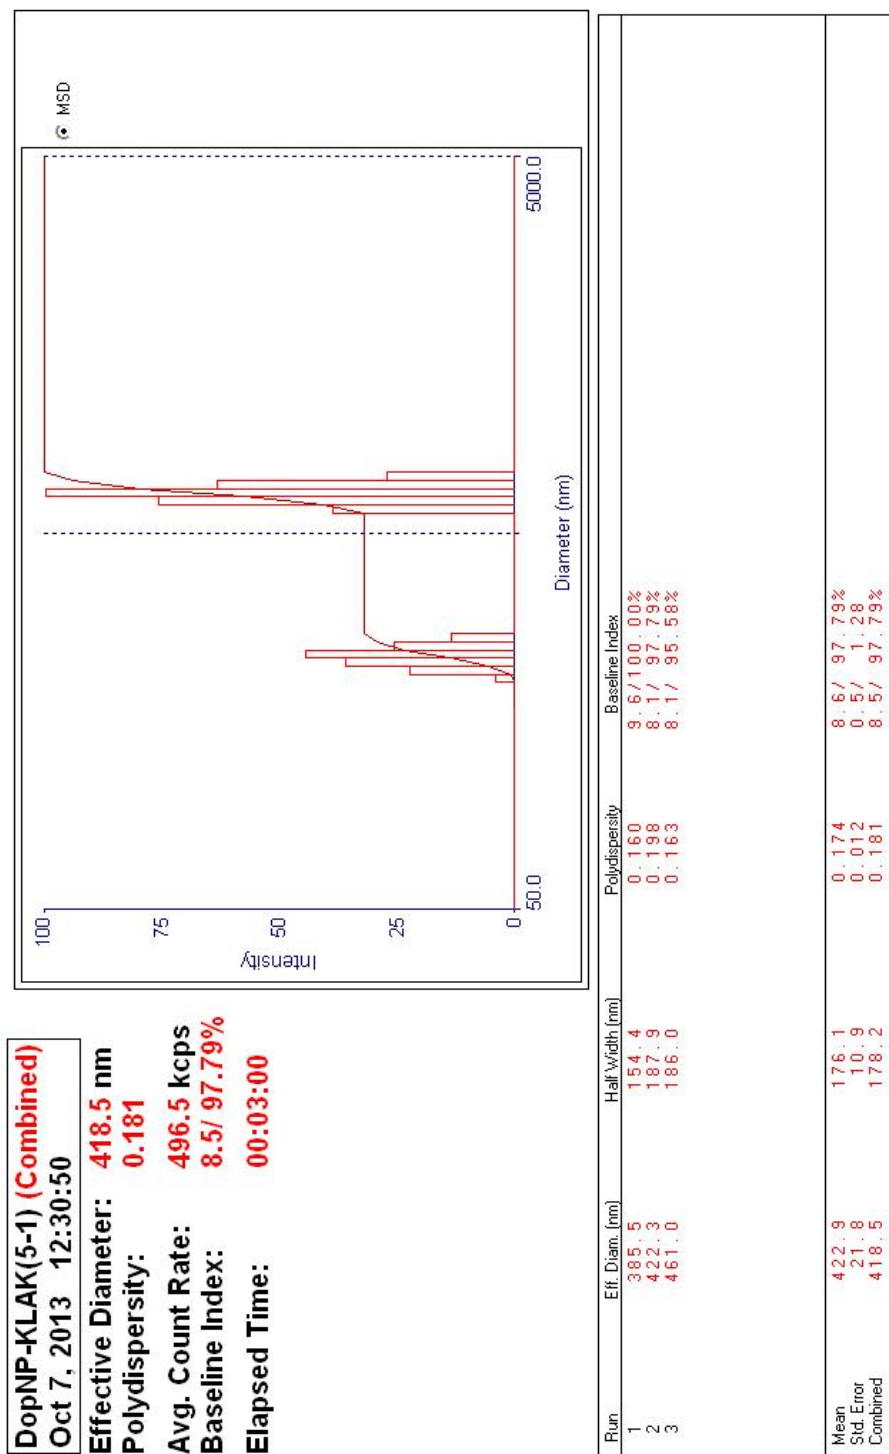 DopNP-KLAK(5-1) (Combined)
Oct 7, 2013 12:30:50
Effective Diameter: 418.5 nm
Polydispersity: 0.181
Avg. Count Rate: 496.5 kcps
Baseline Index: 8.5/ 97.79%
Elapsed Time: 00:03:00
MSD
100
75
50
25
0
Intensity
50.0
5000.0
Diameter (nm)
Run Eff. Diam. (nm) Half Width (nm) Polydispersity Baseline Index
1 385.5 154.4 0.160 9.6/100.00%
2 422.3 187.9 0.198 8.1/ 97.79%
3 461.0 186.0 0.163 8.1/ 95.58%
Mean 422.9 176.1 0.174 8.6/ 97.79%
Std. Error 21.8 10.9 0.012 0.5/ 1.28
Combined 418.5 178.2 0.181 8.5/ 97.79%